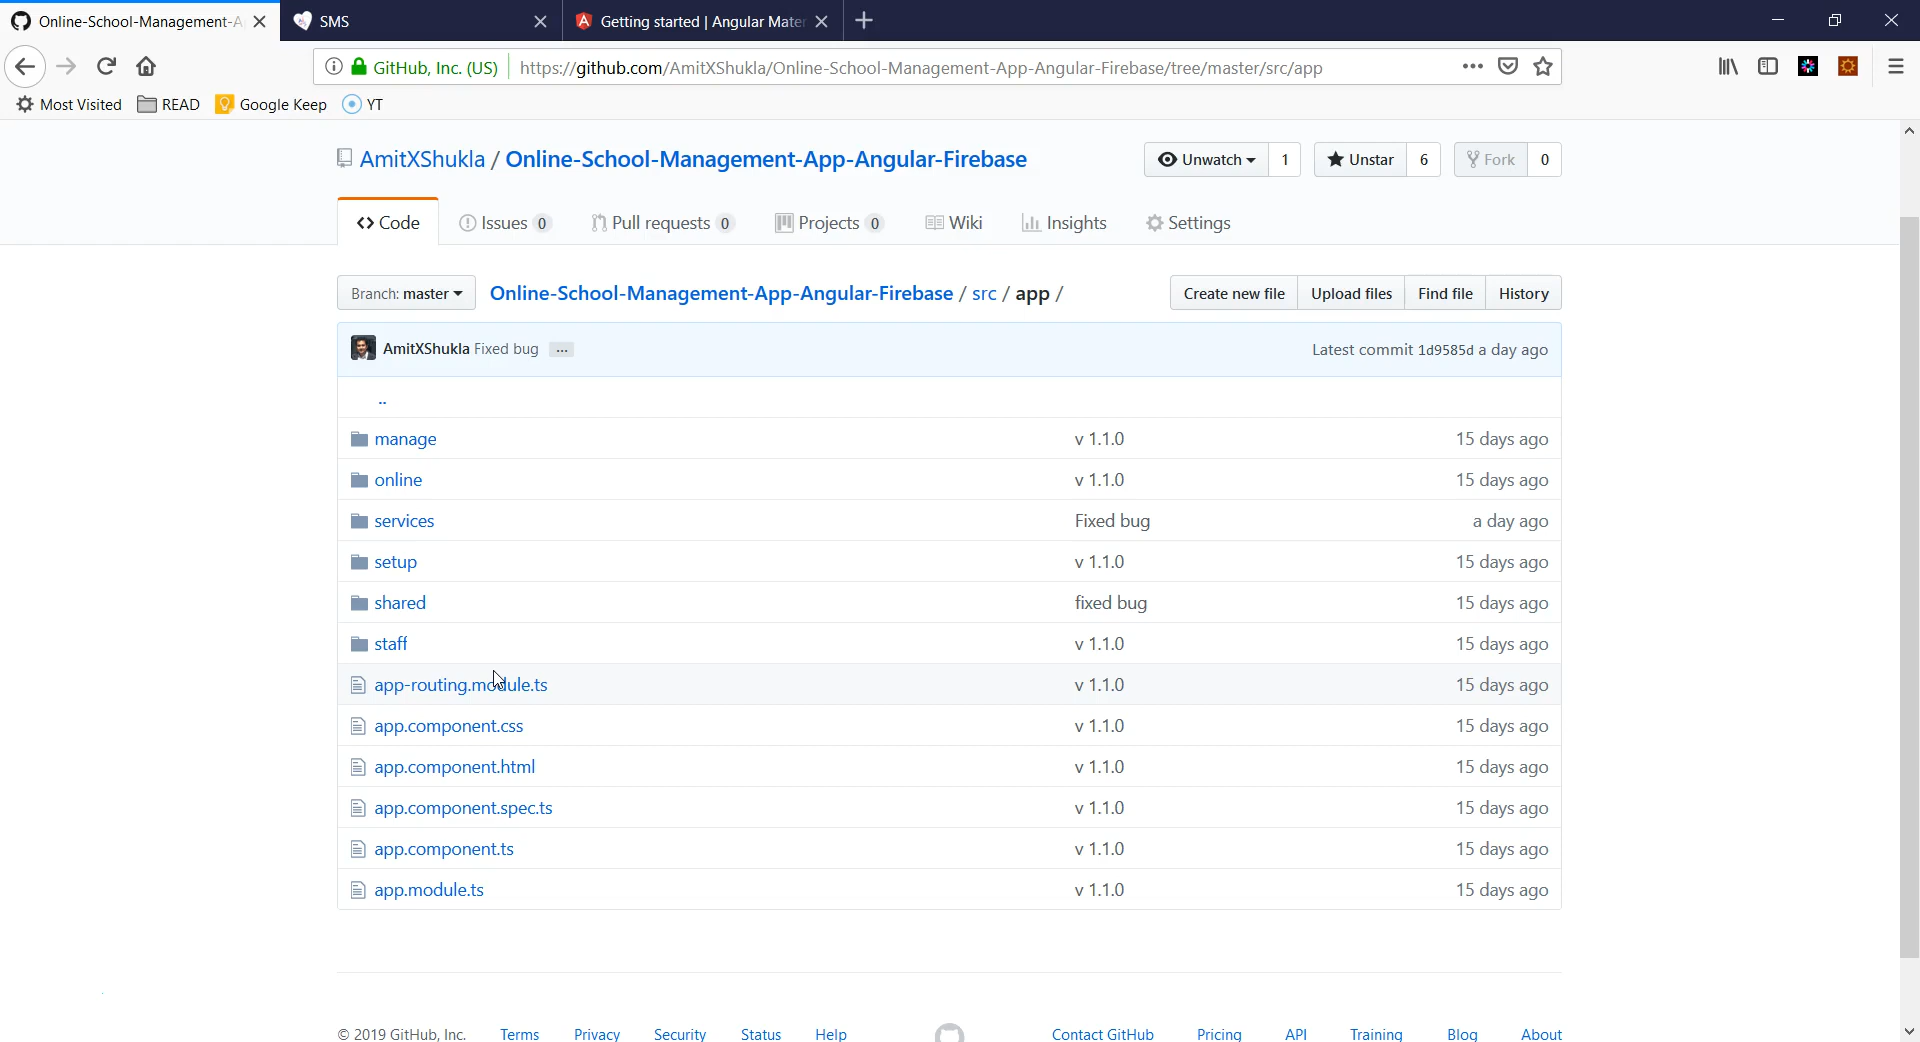 Online-School-Management-A
SMS
Getting started | Angular Mater
GitHub, Inc. (US)
https://github.com/AmitXShukla/Online-School-Management-App-Angular-Firebase/tree/master/src/app
Most Visited
READ
Google Keep
YT
AmitXShukla / Online-School-Management-App-Angular-Firebase
Unwatch 1
Unstar 6
Fork 0
<> Code
Issues 0
Pull requests 0
Projects 0
Wiki
Insights
Settings
Branch: master
Online-School-Management-App-Angular-Firebase / src / app /
Create new file
Upload files
Find file
History
AmitXShukla Fixed bug ...
Latest commit 1d9585d a day ago
..
manage v 1.1.0 15 days ago
online v 1.1.0 15 days ago
services Fixed bug a day ago
setup v 1.1.0 15 days ago
shared fixed bug 15 days ago
staff v 1.1.0 15 days ago
app-routing.module.ts v 1.1.0 15 days ago
app.component.css v 1.1.0 15 days ago
app.component.html v 1.1.0 15 days ago
app.component.spec.ts v 1.1.0 15 days ago
app.component.ts v 1.1.0 15 days ago
app.module.ts v 1.1.0 15 days ago
© 2019 GitHub, Inc. Terms Privacy Security Status Help Contact GitHub Pricing API Training Blog About